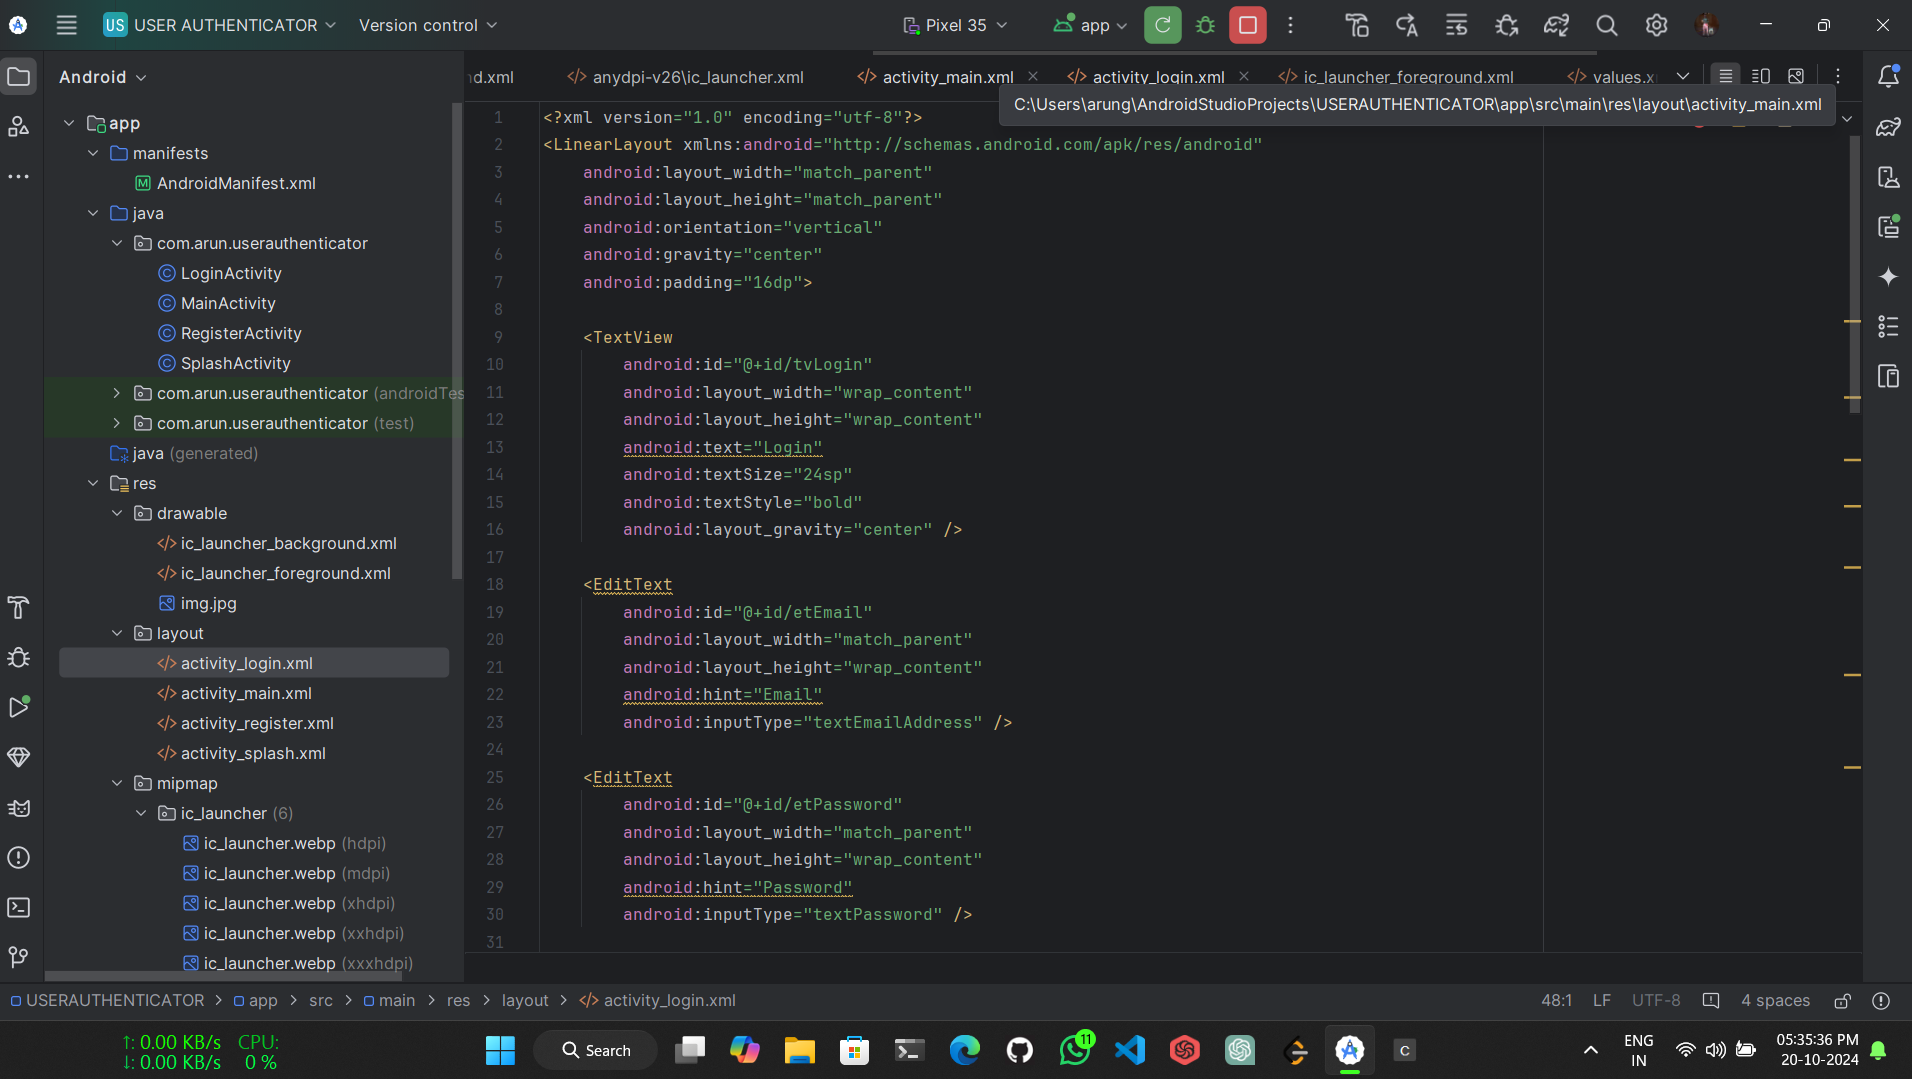 US USER AUTHENTICATOR Version control Pixel 35 app
Android
nd.xml anydpi-v26\ic_launcher.xml activity_main.xml activity_login.xml ic_launcher_foreground.xml values.x
C:\Users\arung\AndroidStudioProjects\USERAUTHENTICATOR\app\src\main\res\layout\activity_main.xml
app
manifests
AndroidManifest.xml
java
com.arun.userauthenticator
LoginActivity
MainActivity
RegisterActivity
SplashActivity
com.arun.userauthenticator (androidTes
com.arun.userauthenticator (test)
java (generated)
res
drawable
ic_launcher_background.xml
ic_launcher_foreground.xml
img.jpg
layout
activity_login.xml
activity_main.xml
activity_register.xml
activity_splash.xml
mipmap
ic_launcher (6)
ic_launcher.webp (hdpi)
ic_launcher.webp (mdpi)
ic_launcher.webp (xhdpi)
ic_launcher.webp (xxhdpi)
ic_launcher.webp (xxxhdpi)
1 <?xml version="1.0" encoding="utf-8"?>
2 <LinearLayout xmlns:android="http://schemas.android.com/apk/res/android"
3 android:layout_width="match_parent"
4 android:layout_height="match_parent"
5 android:orientation="vertical"
6 android:gravity="center"
7 android:padding="16dp">
8
9 <TextView
10 android:id="@+id/tvLogin"
11 android:layout_width="wrap_content"
12 android:layout_height="wrap_content"
13 android:text="Login"
14 android:textSize="24sp"
15 android:textStyle="bold"
16 android:layout_gravity="center" />
17
18 <EditText
19 android:id="@+id/etEmail"
20 android:layout_width="match_parent"
21 android:layout_height="wrap_content"
22 android:hint="Email"
23 android:inputType="textEmailAddress" />
24
25 <EditText
26 android:id="@+id/etPassword"
27 android:layout_width="match_parent"
28 android:layout_height="wrap_content"
29 android:hint="Password"
30 android:inputType="textPassword" />
31
USERAUTHENTICATOR > app > src > main > res > layout > activity_login.xml 48:1 LF UTF-8 4 spaces
↑: 0.00 KB/s CPU:
↓: 0.00 KB/s 0 %
Search
11
C
ENG
IN
05:35:36 PM
20-10-2024